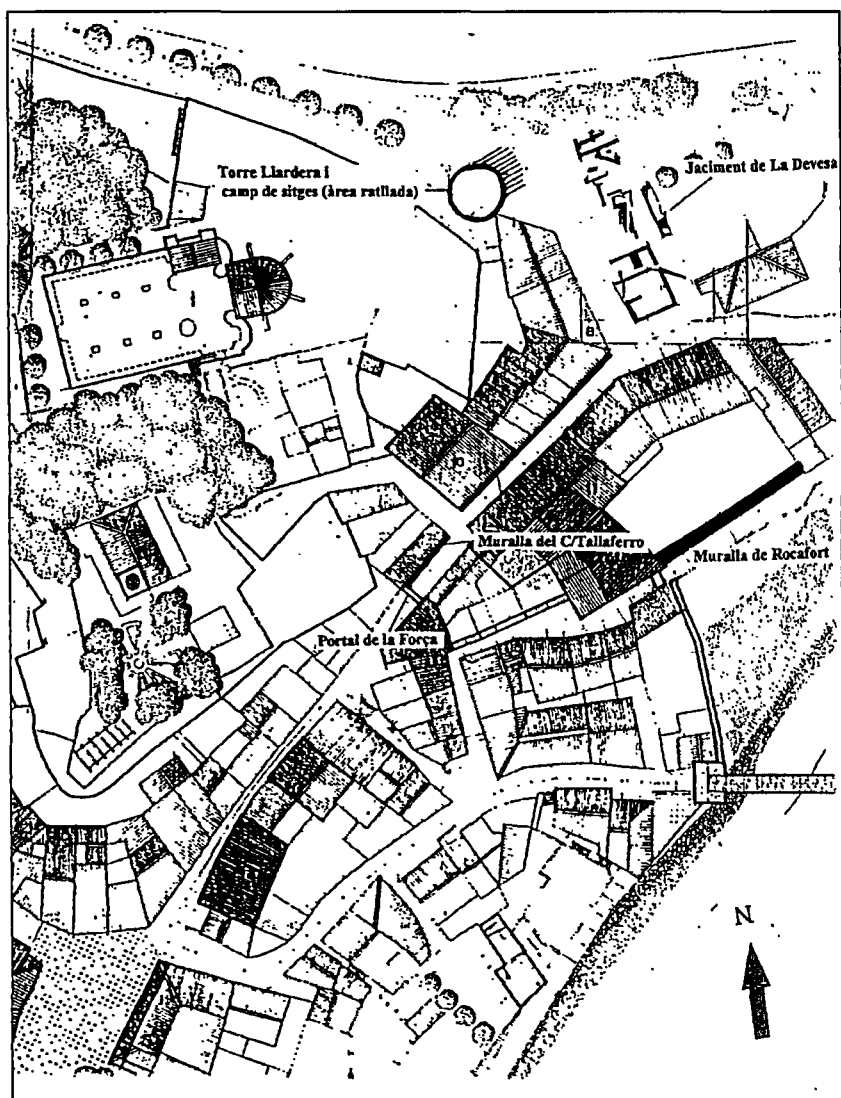 Torre Llardera i
camp de sitges (àrea ratllada)
Jaciment de La Devesa
Muralla del C/Tallaferro
Muralla de Rocafort
Portal de la Força
N